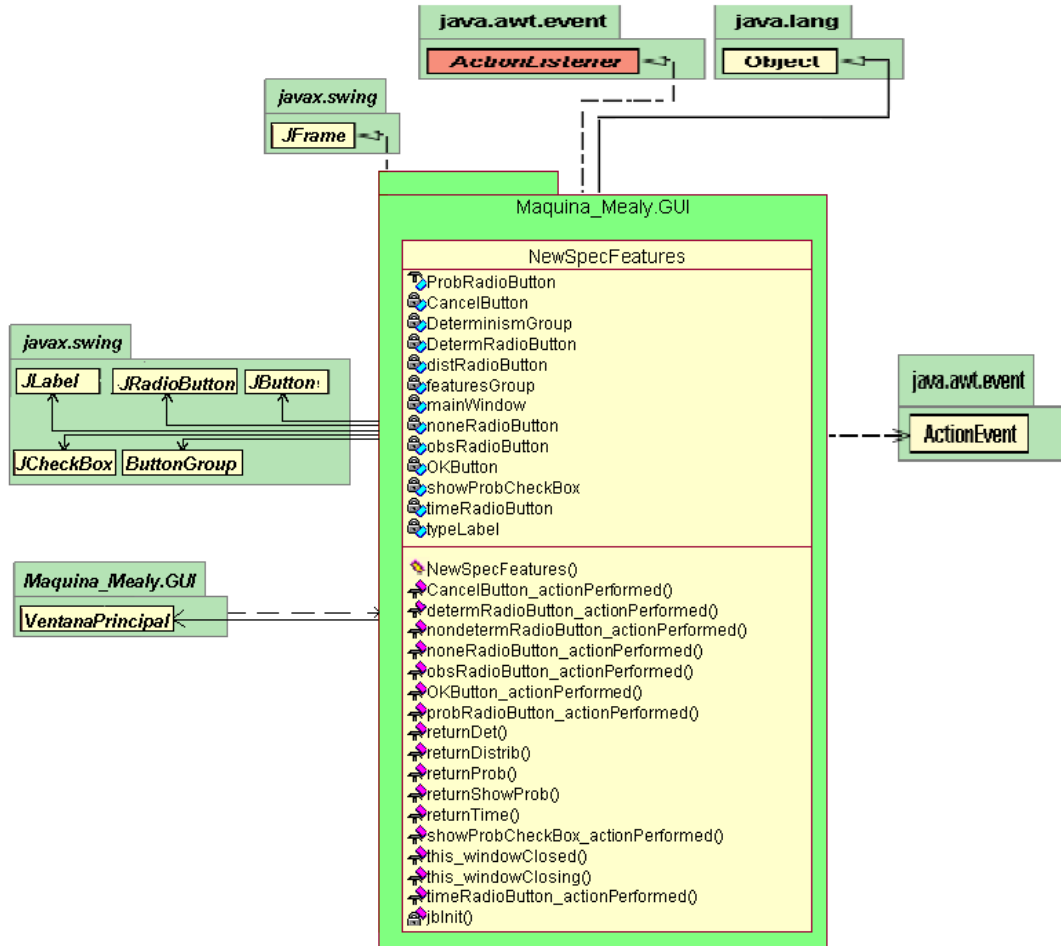 java.awt.event
ActionListener
java.lang
Object
javax.swing
JFrame
Maquina_Mealy.GUI
NewSpecFeatures
ProbRadioButton
CancelButton
DeterminismGroup
DetermRadioButton
distRadioButton
featuresGroup
mainWindow
noneRadioButton
obsRadioButton
OKButton
showProbCheckBox
timeRadioButton
typeLabel
NewSpecFeatures()
CancelButton_actionPerformed()
determRadioButton_actionPerformed()
nondetermRadioButton_actionPerformed()
noneRadioButton_actionPerformed()
obsRadioButton_actionPerformed()
OKButton_actionPerformed()
probRadioButton_actionPerformed()
returnDet()
returnDistrib()
returnProb()
returnShowProb()
returnTime()
showProbCheckBox_actionPerformed()
this_windowClosed()
this_windowClosing()
timeRadioButton_actionPerformed()
jbInit()
javax.swing
JLabel
JRadioButton
JButton
JCheckBox
ButtonGroup
Maquina_Mealy.GUI
VentanaPrincipal
java.awt.event
ActionEvent